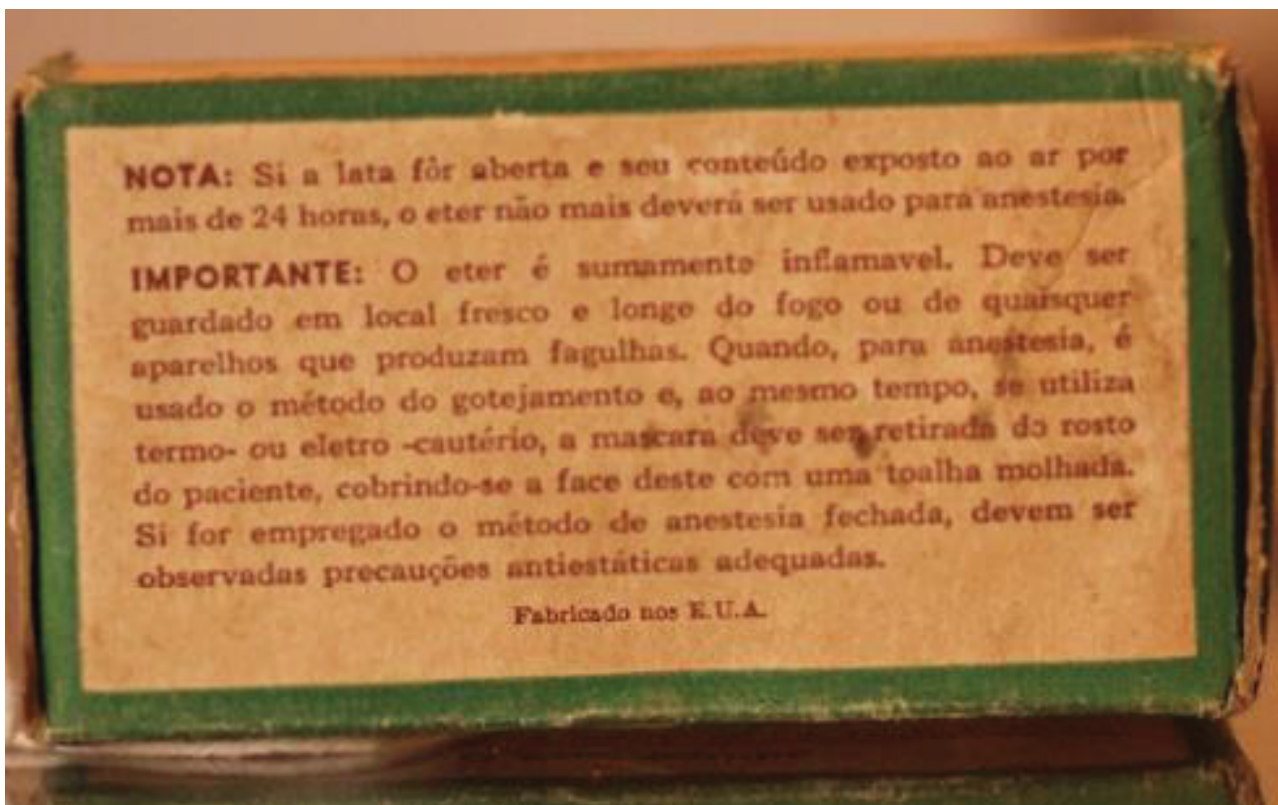 NOTA: Si a lata fôr aberta e seu conteúdo exposto ao ar por
mais de 24 horas, o eter não mais deverá ser usado para anestesia.
IMPORTANTE: O eter é sumamente inflamavel. Deve ser
guardado em local fresco e longe do fogo ou de quaisquer
aparelhos que produzam fagulhas. Quando, para anestesia, é
usado o método do gotejamento e, ao mesmo tempo, se utiliza
termo- ou eletro -cautério, a mascara deve ser retirada do rosto
do paciente, cobrindo-se a face deste com uma toalha molhada.
Si for empregado o método de anestesia fechada, devem ser
observadas precauções antiestáticas adequadas.
Fabricado nos E.U.A.